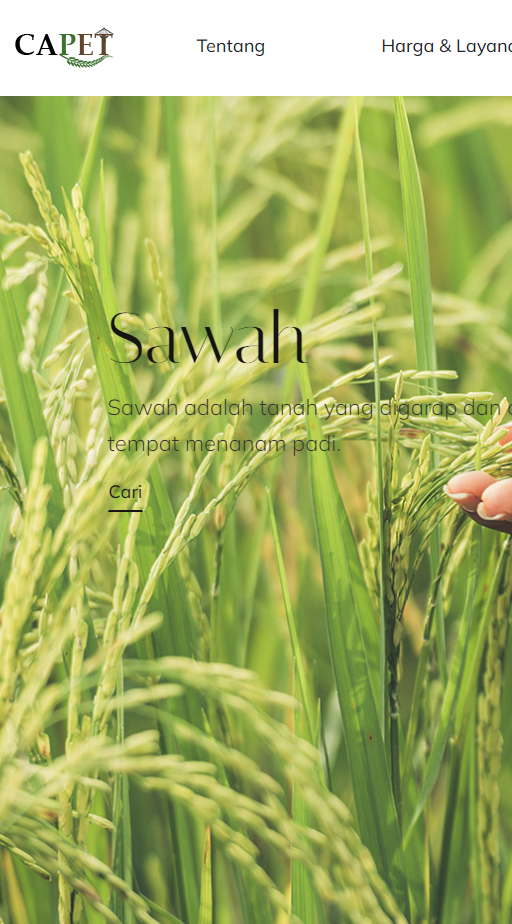 CAPET
Tentang
Harga & Layana
Sawah
Sawah adalah tanah yang digarap dan
tempat menanam padi.
Cari